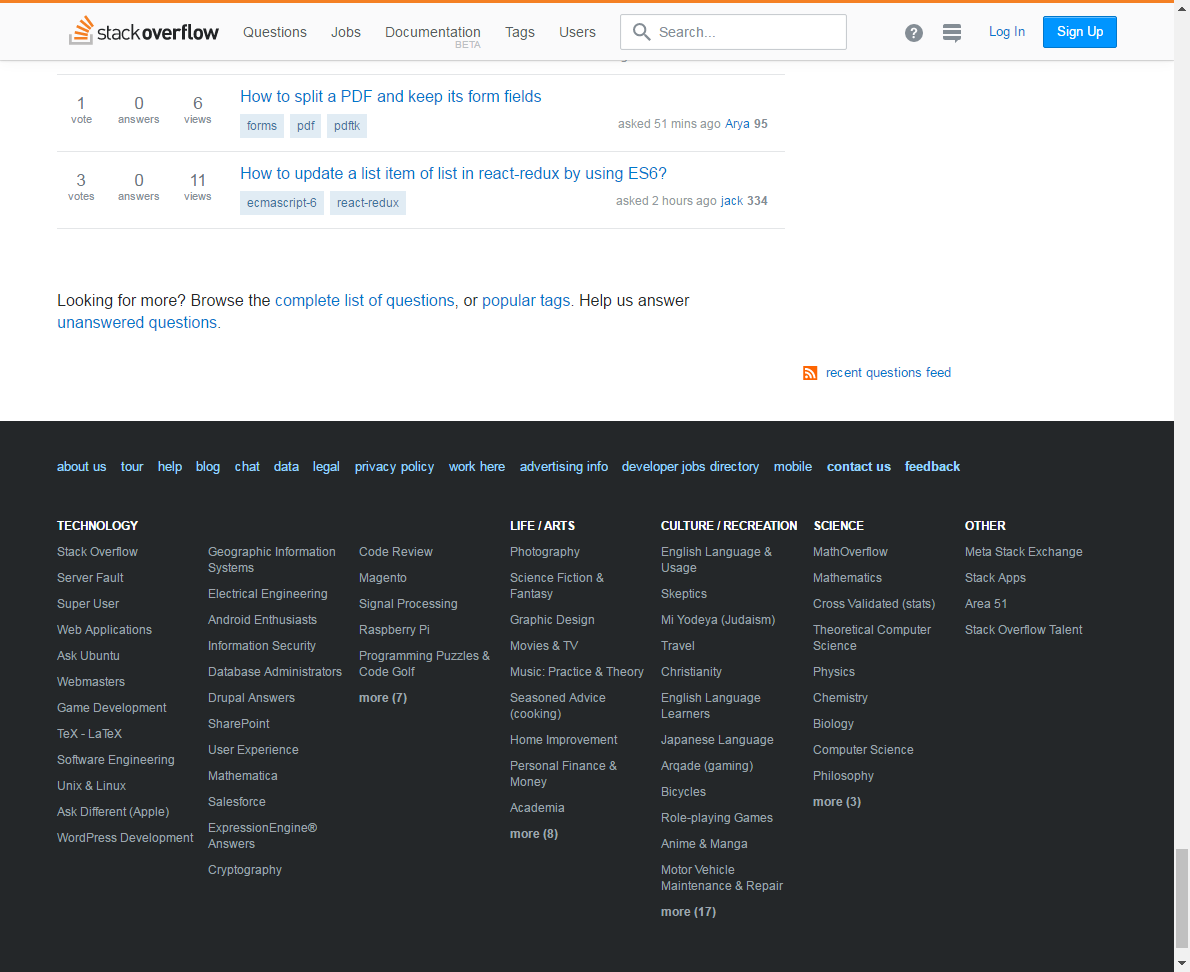 stackoverflow Questions Jobs Documentation Tags Users Search... ? Log In Sign Up
BETA
1 0 6 How to split a PDF and keep its form fields
vote answers views forms pdf pdftk asked 51 mins ago Arya 95
3 0 11 How to update a list item of list in react-redux by using ES6?
votes answers views ecmascript-6 react-redux asked 2 hours ago jack 334
Looking for more? Browse the complete list of questions, or popular tags. Help us answer
unanswered questions.
recent questions feed
about us tour help blog chat data legal privacy policy work here advertising info developer jobs directory mobile contact us feedback
TECHNOLOGY
Stack Overflow
Server Fault
Super User
Web Applications
Ask Ubuntu
Webmasters
Game Development
TeX - LaTeX
Software Engineering
Unix & Linux
Ask Different (Apple)
WordPress Development
Geographic Information
Systems
Electrical Engineering
Android Enthusiasts
Information Security
Database Administrators
Drupal Answers
SharePoint
User Experience
Mathematica
Salesforce
ExpressionEngine®
Answers
Cryptography
Code Review
Magento
Signal Processing
Raspberry Pi
Programming Puzzles &
Code Golf
more (7)
LIFE / ARTS
Photography
Science Fiction &
Fantasy
Graphic Design
Movies & TV
Music: Practice & Theory
Seasoned Advice
(cooking)
Home Improvement
Personal Finance &
Money
Academia
more (8)
CULTURE / RECREATION
English Language &
Usage
Skeptics
Mi Yodeya (Judaism)
Travel
Christianity
English Language
Learners
Japanese Language
Arqade (gaming)
Bicycles
Role-playing Games
Anime & Manga
Motor Vehicle
Maintenance & Repair
more (17)
SCIENCE
MathOverflow
Mathematics
Cross Validated (stats)
Theoretical Computer
Science
Physics
Chemistry
Biology
Computer Science
Philosophy
more (3)
OTHER
Meta Stack Exchange
Stack Apps
Area 51
Stack Overflow Talent